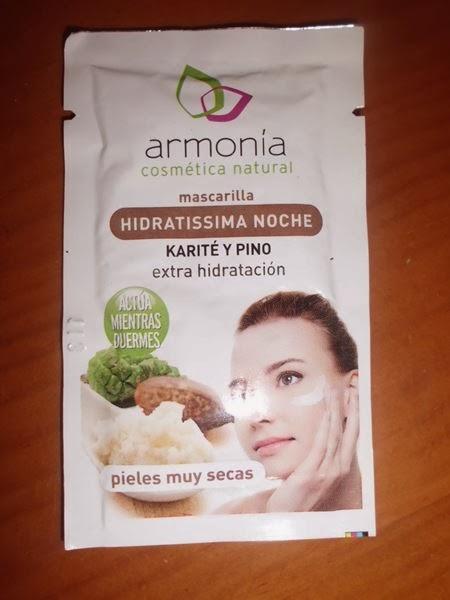 armonía
cosmética natural
mascarilla
HIDRATISSIMA NOCHE
KARITÉ Y PINO
extra hidratación
ACTÚA
MIENTRAS
DUERMES
pieles muy secas